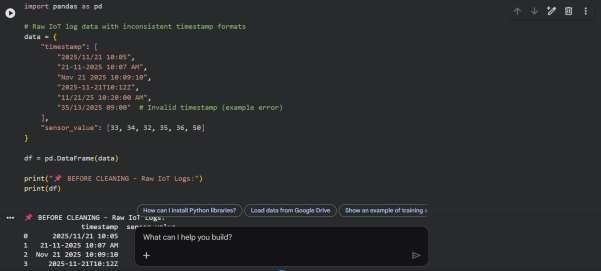 import pandas as pd
# Raw IoT log data with inconsistent timestamp formats
data = {
"timestamp": [
"2025/11/21 10:05",
"21-11-2025 10:07 AM",
"Nov 21 2025 10:09:10",
"2025-11-21T10:12Z",
"11/21/25 10:20:00 AM",
"35/13/2025 09:00" # Invalid timestamp (example error)
],
"sensor_value": [33, 34, 32, 35, 36, 50]
}
df = pd.DataFrame(data)
print("📌 BEFORE CLEANING - Raw IoT Logs:")
print(df)
How can I install Python libraries? Load data from Google Drive Show an example of training
📌 BEFORE CLEANING - Raw IoT Logs:
timestamp
0 2025/11/21 10:05
1 21-11-2025 10:07 AM
2 Nov 21 2025 10:09:10
3 2025-11-21T10:12Z
What can I help you build?